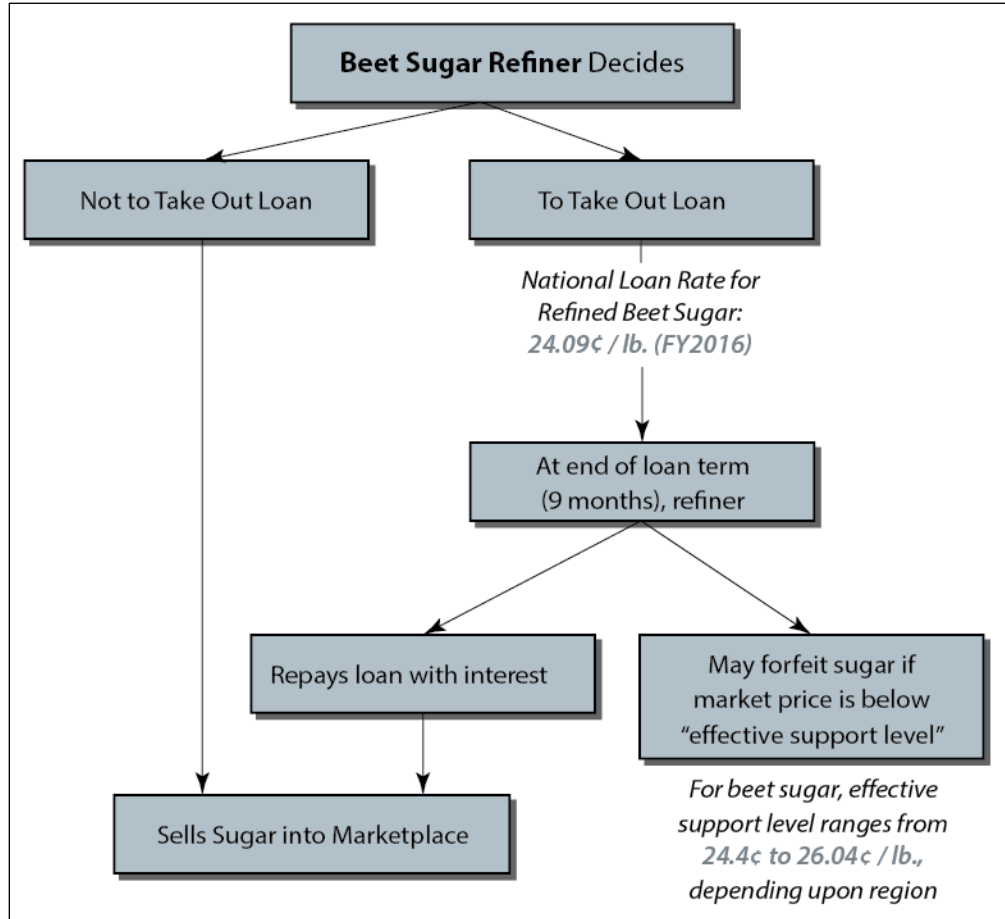 Beet Sugar Refiner Decides
Not to Take Out Loan
To Take Out Loan
National Loan Rate for
Refined Beet Sugar:
24.09¢ / lb. (FY2016)
At end of loan term
(9 months), refiner
Repays loan with interest
May forfeit sugar if
market price is below
“effective support level”
Sells Sugar into Marketplace
For beet sugar, effective
support level ranges from
24.4¢ to 26.04¢ / lb.,
depending upon region